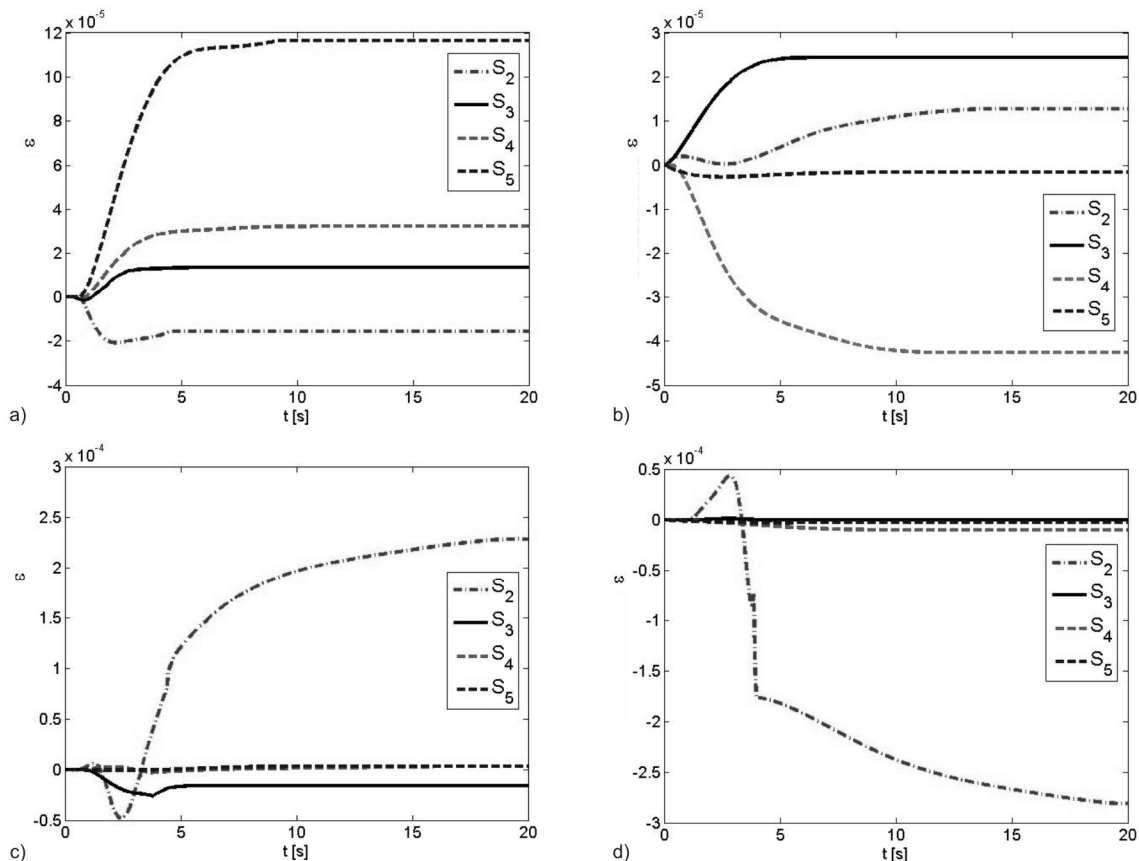 x 10⁻⁵
12
10
8
6
4
2
0
-2
-4
ε
S₂
S₃
S₄
S₅
0 5 10 15 20
t [s]
a)
x 10⁻⁵
3
2
1
0
-1
-2
-3
-4
-5
ε
S₂
S₃
S₄
S₅
0 5 10 15 20
t [s]
b)
x 10⁻⁴
3
2.5
2
1.5
1
0.5
0
-0.5
ε
S₂
S₃
S₄
S₅
0 5 10 15 20
t [s]
c)
x 10⁻⁴
0.5
0
-0.5
-1
-1.5
-2
-2.5
-3
ε
S₂
S₃
S₄
S₅
0 5 10 15 20
t [s]
d)